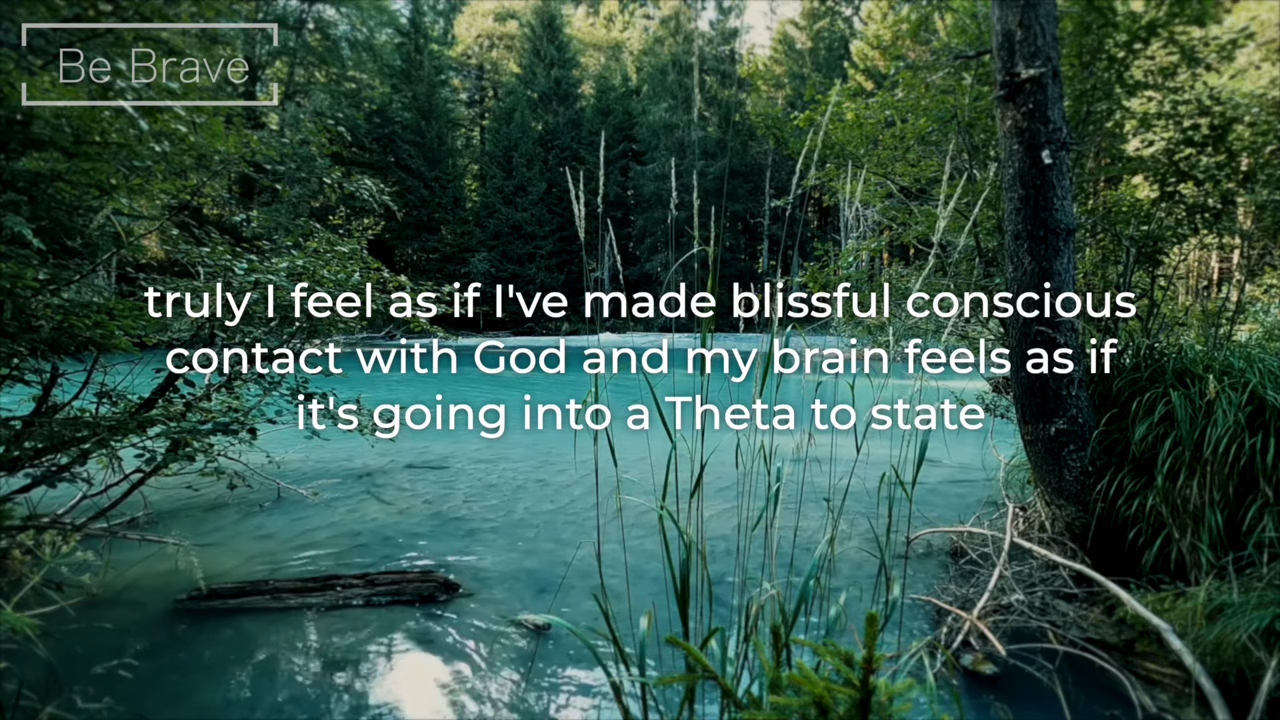 Be Brave
truly I feel as if I've made blissful conscious
contact with God and my brain feels as if
it's going into a Theta to state